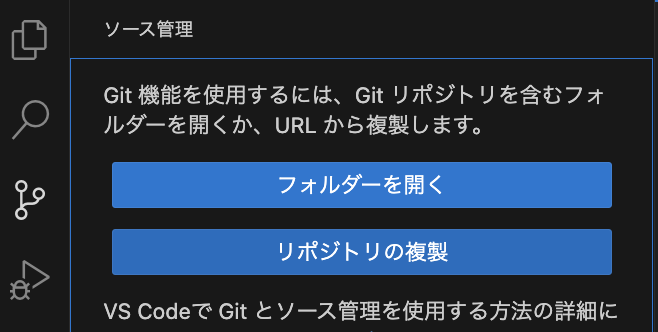 ソース管理
Git 機能を使用するには、Git リポジトリを含むフォ
ルダーを開くか、URL から複製します。
フォルダーを開く
リポジトリの複製
VS Codeで Git とソース管理を使用する方法の詳細に